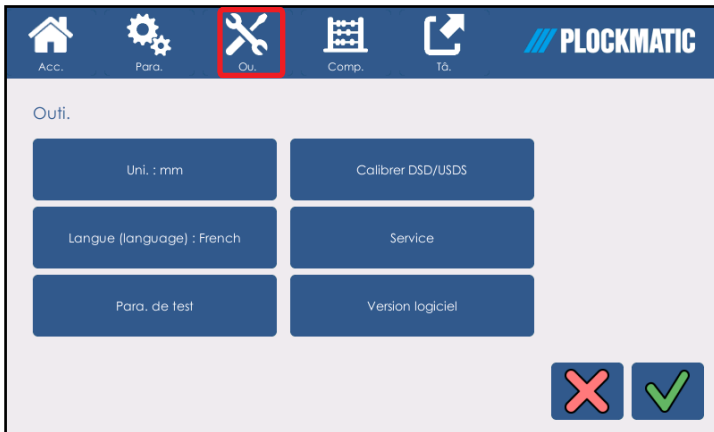 Acc.
Para.
Ou.
Comp.
Tâ.
PLOCKMATIC
Outi.
Uni. : mm
Calibrer DSD/USDS
Langue (language) : French
Service
Para. de test
Version logiciel